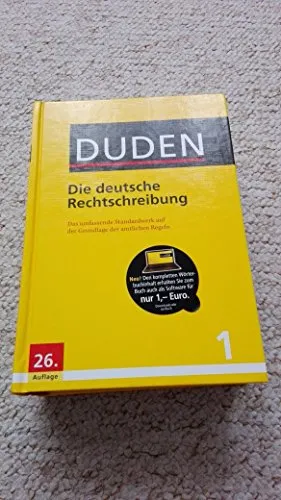 DUDEN
Die deutsche
Rechtschreibung
Das umfassende Standardwerk auf
der Grundlage der amtlichen Regeln
Neu! Den kompletten Wörter-
buchinhalt erhalten Sie zum
Buch auch als Software für
nur 1,– Euro.
26.
Auflage
1